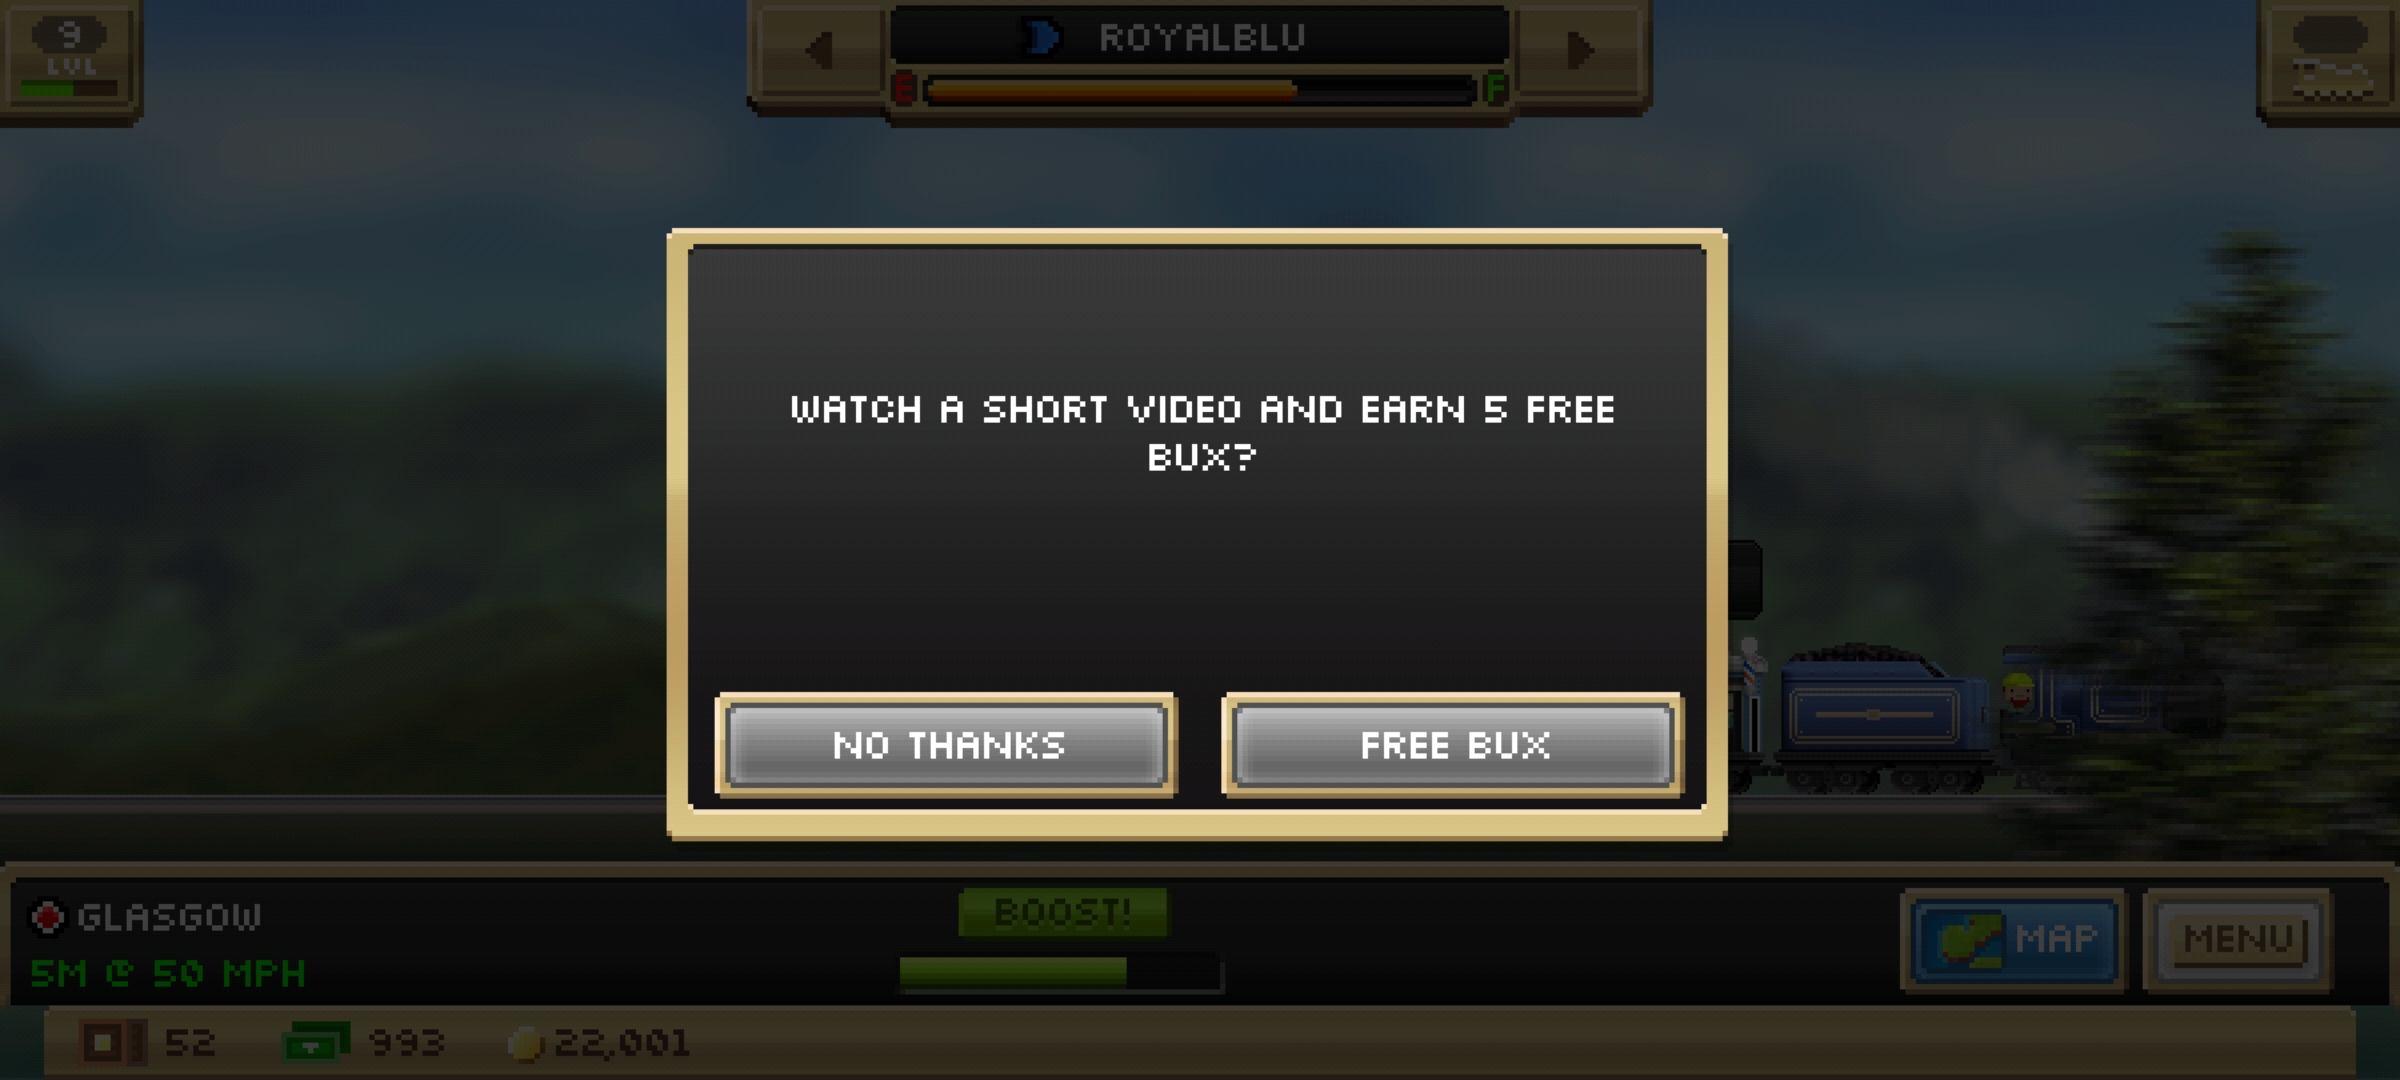 9
LVL
ROYALBLU
E F
WATCH A SHORT VIDEO AND EARN 5 FREE
BUX?
NO THANKS FREE BUX
GLASGOW
5M @ 50 MPH
BOOST!
MAP MENU
52 993 22,001